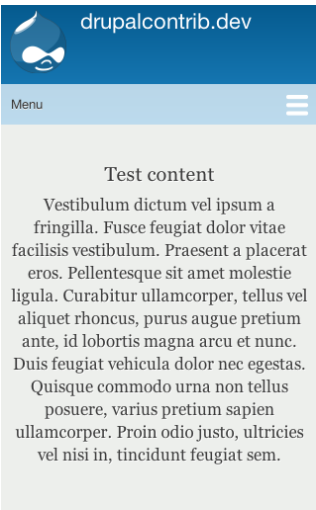 drupalcontrib.dev
Menu
Test content
Vestibulum dictum vel ipsum a
fringilla. Fusce feugiat dolor vitae
facilisis vestibulum. Praesent a placerat
eros. Pellentesque sit amet molestie
ligula. Curabitur ullamcorper, tellus vel
aliquet rhoncus, purus augue pretium
ante, id lobortis magna arcu et nunc.
Duis feugiat vehicula dolor nec egestas.
Quisque commodo urna non tellus
posuere, varius pretium sapien
ullamcorper. Proin odio justo, ultricies
vel nisi in, tincidunt feugiat sem.